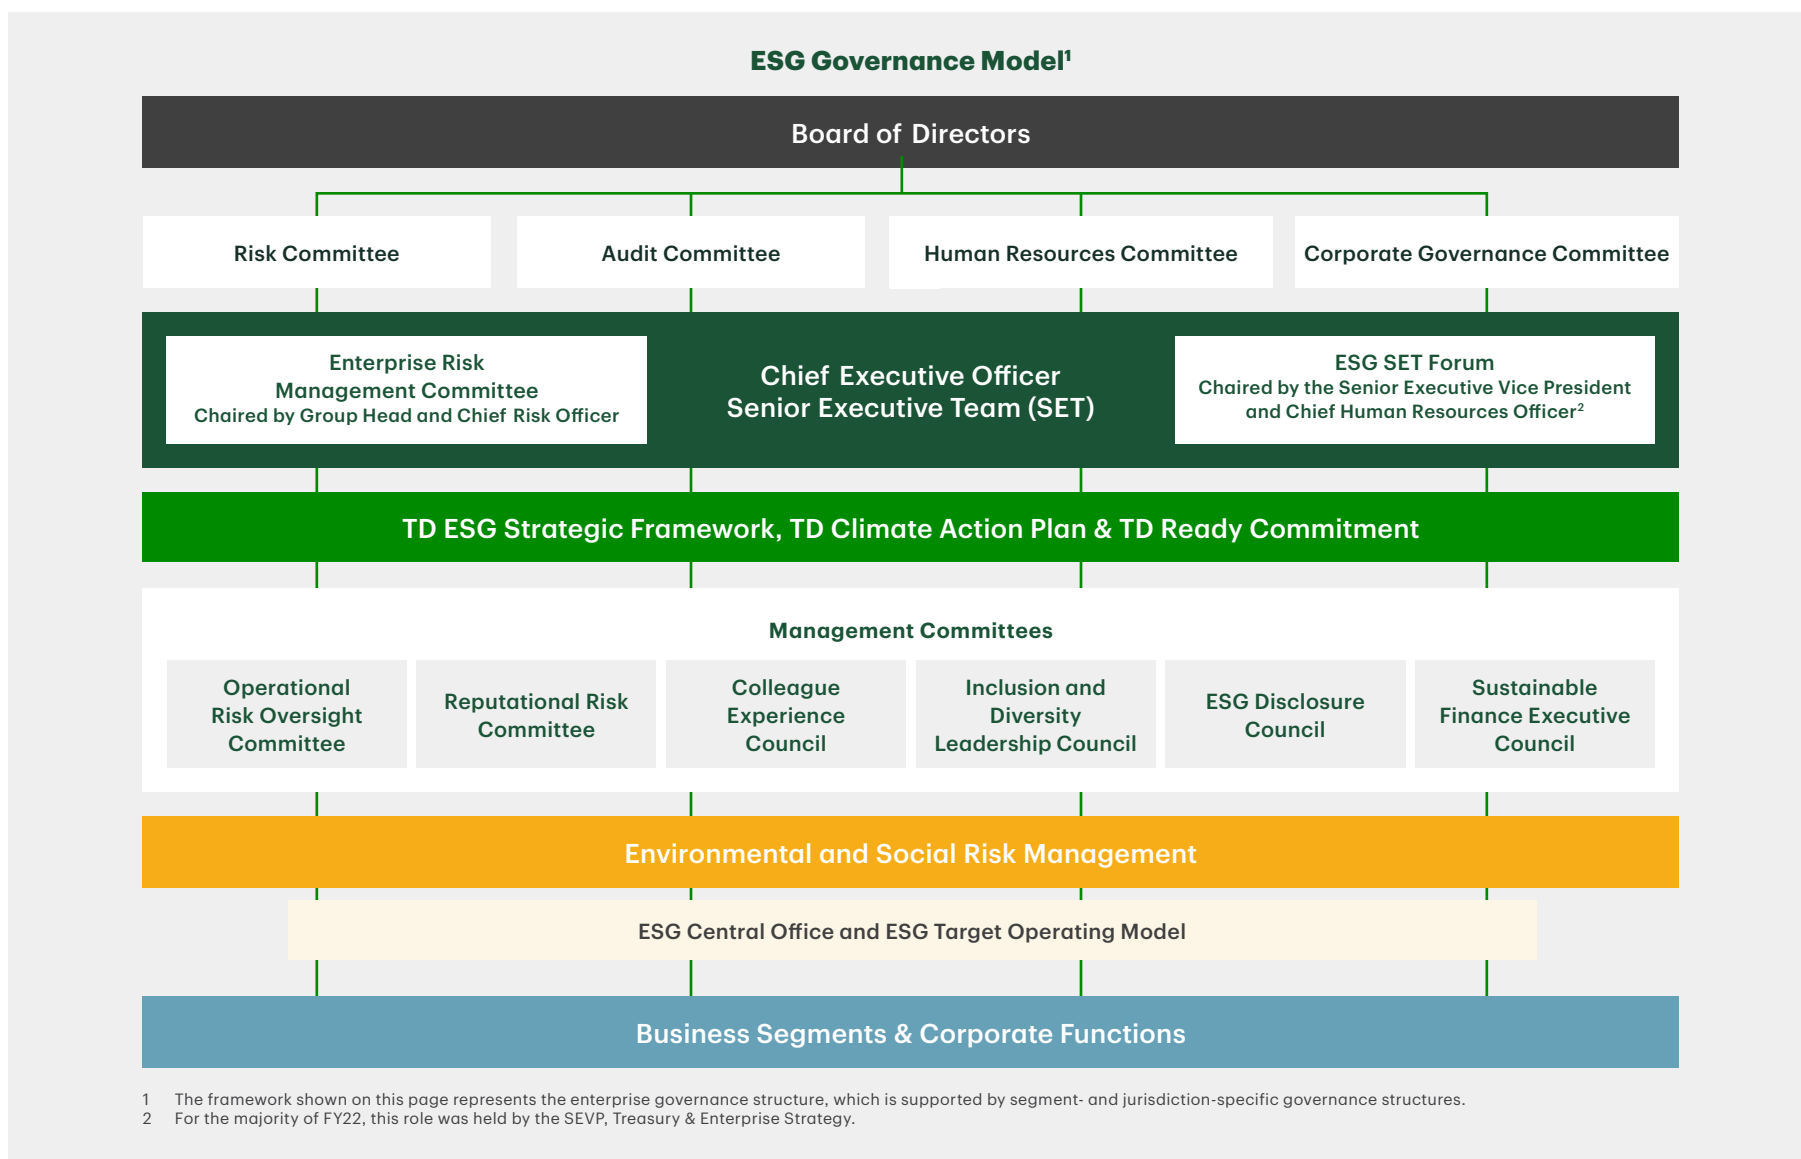 ESG Governance Model¹
Board of Directors
Risk Committee
Audit Committee
Human Resources Committee
Corporate Governance Committee
Enterprise Risk
Management Committee
Chaired by Group Head and Chief Risk Officer
Chief Executive Officer
Senior Executive Team (SET)
ESG SET Forum
Chaired by the Senior Executive Vice President
and Chief Human Resources Officer²
TD ESG Strategic Framework, TD Climate Action Plan & TD Ready Commitment
Management Committees
Operational
Risk Oversight
Committee
Reputational Risk
Committee
Colleague
Experience
Council
Inclusion and
Diversity
Leadership Council
ESG Disclosure
Council
Sustainable
Finance Executive
Council
Environmental and Social Risk Management
ESG Central Office and ESG Target Operating Model
Business Segments & Corporate Functions
1 The framework shown on this page represents the enterprise governance structure, which is supported by segment- and jurisdiction-specific governance structures.
2 For the majority of FY22, this role was held by the SEVP, Treasury & Enterprise Strategy.